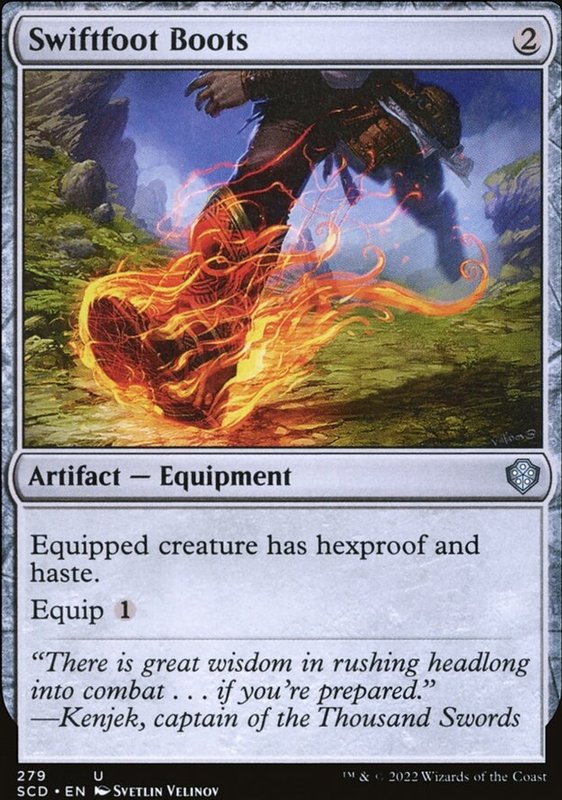 Swiftfoot Boots 2
Artifact — Equipment
Equipped creature has hexproof and
haste.
Equip 1
“There is great wisdom in rushing headlong
into combat . . . if you’re prepared.”
—Kenjek, captain of the Thousand Swords
279 U
SCD • EN Svetlin Velinov
™ & © 2022 Wizards of the Coast